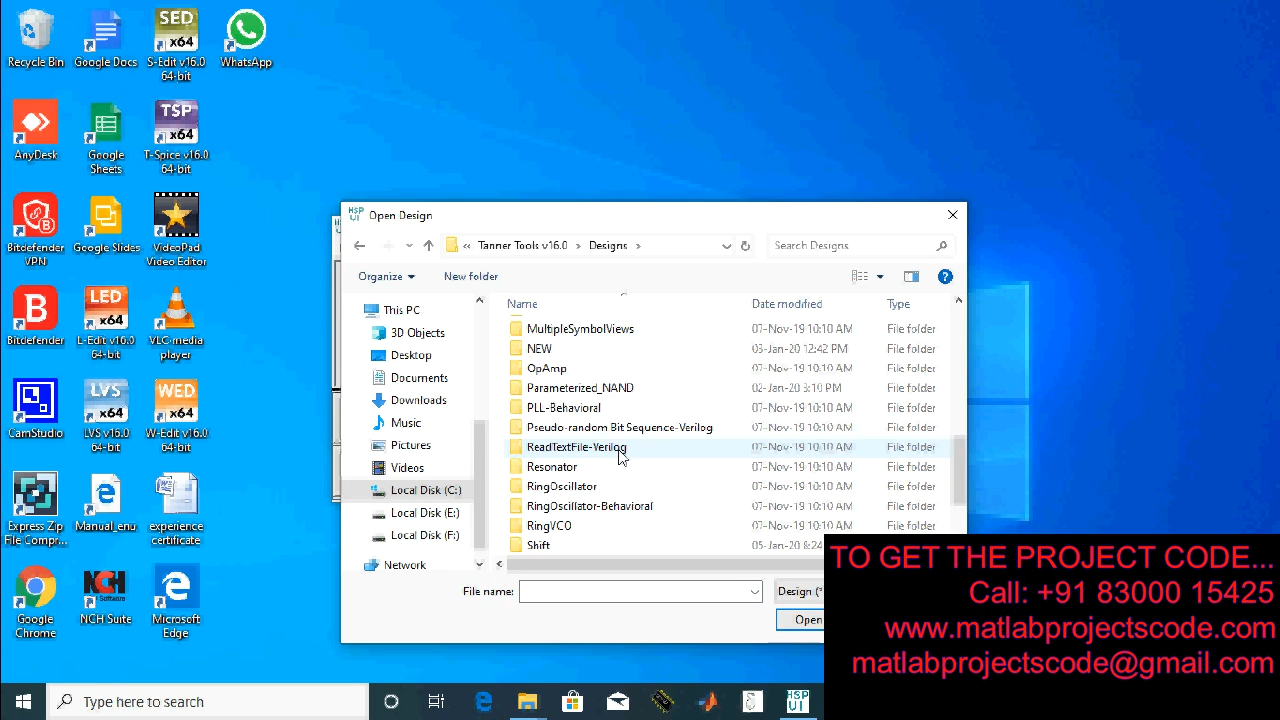 Recycle Bin
Google Docs
SED
x64
S-Edit v16.0
64-bit
WhatsApp
AnyDesk
Google
Sheets
TSP
x64
T-Spice v16.0
64-bit
Bitdefender
VPN
Google Slides
VideoPad
Video Editor
Bitdefender
LED
x64
L-Edit v16.0
64-bit
VLC media
player
CamStudio
LVS
x64
LVS v16.0
64-bit
WED
x64
W-Edit v16.0
64-bit
Express Zip
File Compr...
Manual_enu
experience
certificate
Google
Chrome
NCH
Software
NCH Suite
Microsoft
Edge
HSP
UI
Open Design
« Tanner Tools v16.0 › Designs ›
Search Designs
Organize
New folder
This PC
3D Objects
Desktop
Documents
Downloads
Music
Pictures
Videos
Local Disk (C:)
Local Disk (E:)
Local Disk (F:)
Network
Name Date modified Type
MultipleSymbolViews 07-Nov-19 10:10 AM File folder
NEW 03-Jan-20 12:42 PM File folder
OpAmp 07-Nov-19 10:10 AM File folder
Parameterized_NAND 02-Jan-20 3:10 PM File folder
PLL-Behavioral 07-Nov-19 10:10 AM File folder
Pseudo-random Bit Sequence-Verilog 07-Nov-19 10:10 AM File folder
ReadTextFile-Verilog 07-Nov-19 10:10 AM File folder
Resonator 07-Nov-19 10:10 AM File folder
RingOscillator 07-Nov-19 10:10 AM File folder
RingOscillator-Behavioral 07-Nov-19 10:10 AM File folder
RingVCO 07-Nov-19 10:10 AM File folder
Shift 05-Jan-20 8:24
File name:
Design (*
Open
TO GET THE PROJECT CODE...
Call: +91 83000 15425
www.matlabprojectscode.com
matlabprojectscode@gmail.com
Type here to search
HSP
UI